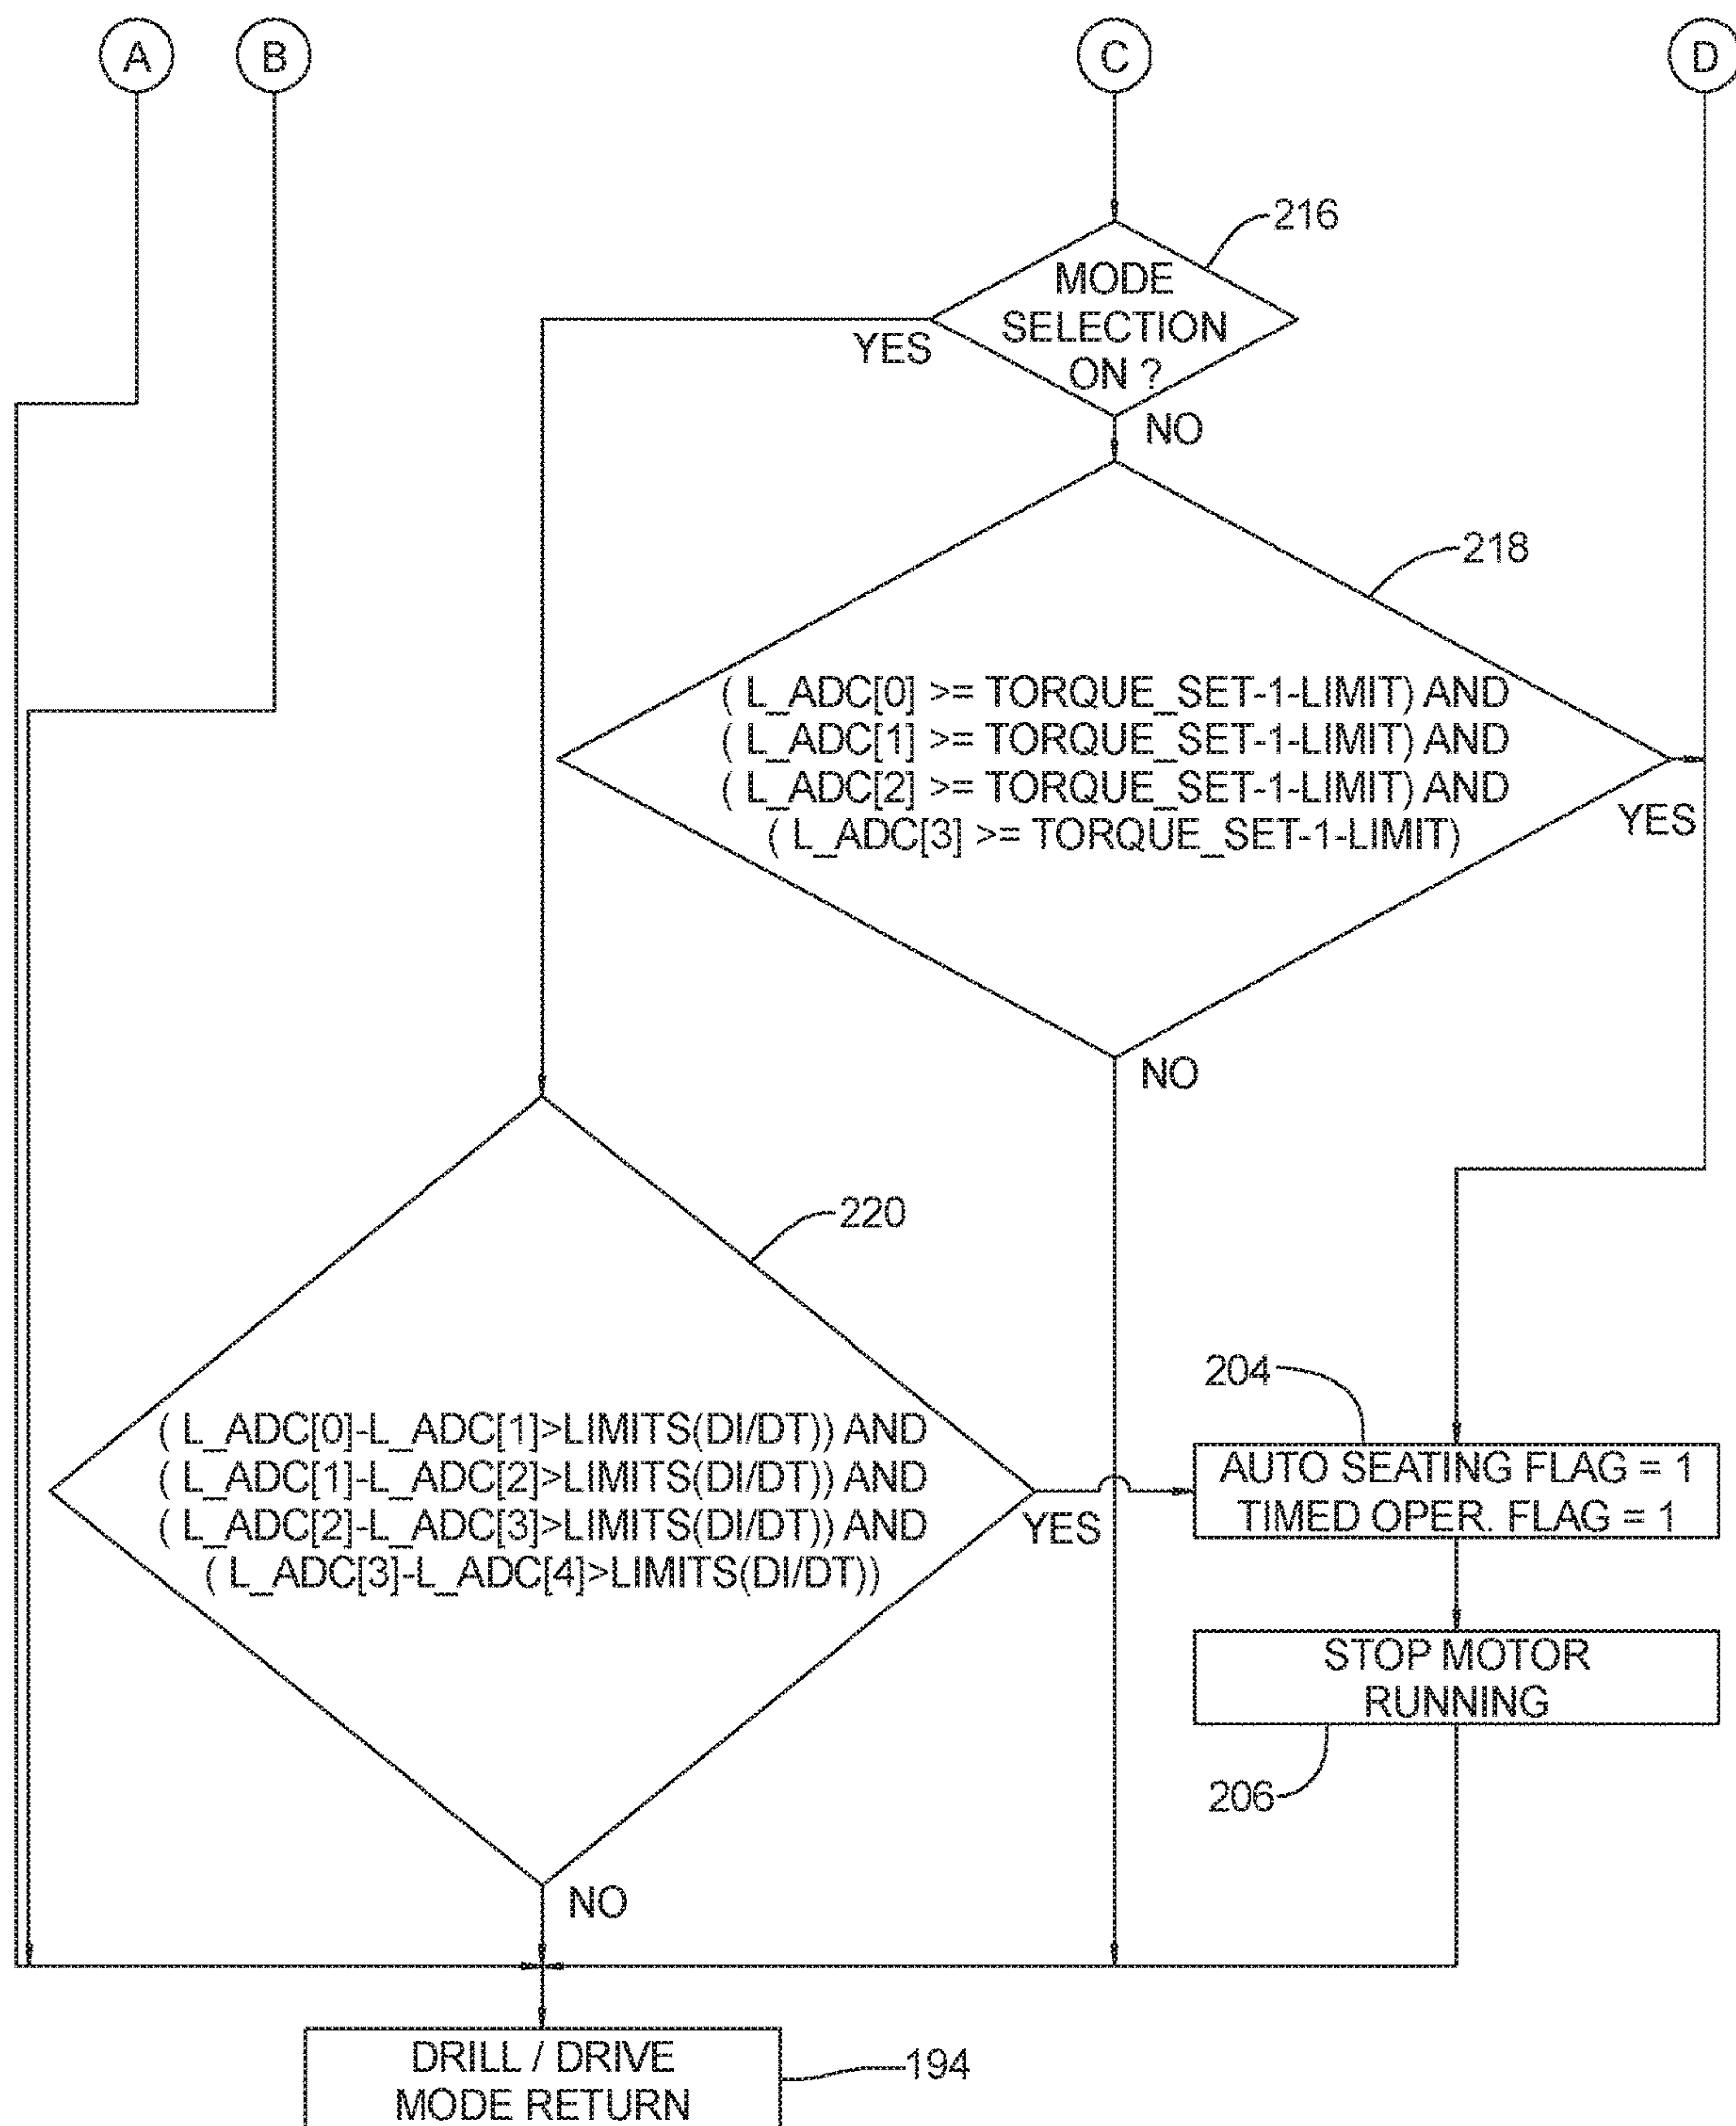 A
B
C
D
216
MODE
SELECTION
ON ?
YES
NO
218
( L_ADC[0] >= TORQUE_SET-1-LIMIT) AND
( L_ADC[1] >= TORQUE_SET-1-LIMIT) AND
( L_ADC[2] >= TORQUE_SET-1-LIMIT) AND
( L_ADC[3] >= TORQUE_SET-1-LIMIT)
YES
NO
220
( L_ADC[0]-L_ADC[1]>LIMITS(DI/DT)) AND
( L_ADC[1]-L_ADC[2]>LIMITS(DI/DT)) AND
( L_ADC[2]-L_ADC[3]>LIMITS(DI/DT)) AND
( L_ADC[3]-L_ADC[4]>LIMITS(DI/DT))
YES
NO
204
AUTO SEATING FLAG = 1
TIMED OPER. FLAG = 1
STOP MOTOR
RUNNING
206
DRILL / DRIVE
MODE RETURN
194